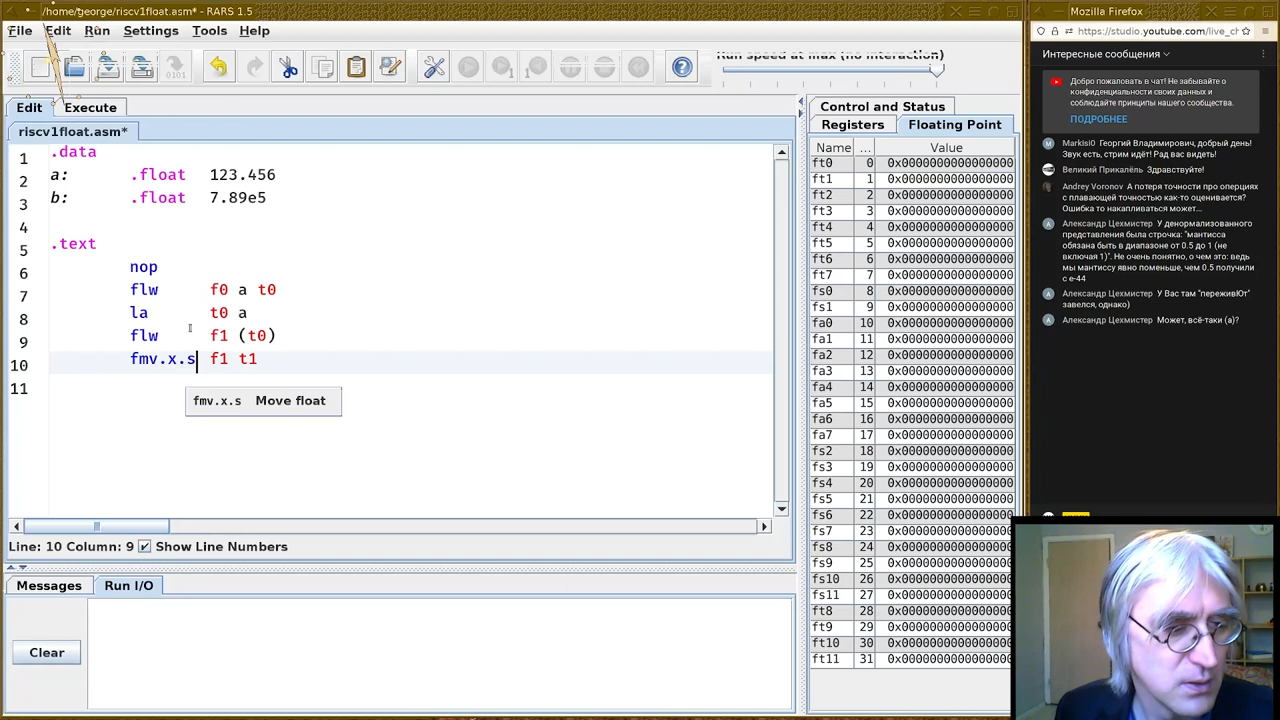 /home/george/riscv1float.asm* - RARS 1.5
File Edit Run Settings Tools Help
Run speed at max (no interaction)
Edit Execute
riscv1float.asm*
1 .data
2 a: .float 123.456
3 b: .float 7.89e5
4
5 .text
6 nop
7 flw f0 a t0
8 la t0 a
9 flw f1 (t0)
10 fmv.x.s f1 t1
11
fmv.x.s Move float
Line: 10 Column: 9 Show Line Numbers
Messages Run I/O
Clear
Control and Status
Registers Floating Point
Name ... Value
ft0 0 0x0000000000000000
ft1 1 0x0000000000000000
ft2 2 0x0000000000000000
ft3 3 0x0000000000000000
ft4 4 0x0000000000000000
ft5 5 0x0000000000000000
ft6 6 0x0000000000000000
ft7 7 0x0000000000000000
fs0 8 0x0000000000000000
fs1 9 0x0000000000000000
fa0 10 0x0000000000000000
fa1 11 0x0000000000000000
fa2 12 0x0000000000000000
fa3 13 0x0000000000000000
fa4 14 0x0000000000000000
fa5 15 0x0000000000000000
fa6 16 0x0000000000000000
fa7 17 0x0000000000000000
fs2 18 0x0000000000000000
fs3 19 0x0000000000000000
fs4 20 0x0000000000000000
fs5 21 0x0000000000000000
fs6 22 0x0000000000000000
fs7 23 0x0000000000000000
fs8 24 0x0000000000000000
fs9 25 0x0000000000000000
fs10 26 0x0000000000000000
fs11 27 0x0000000000000000
ft8 28 0x0000000000000000
ft9 29 0x0000000000000000
ft10 30 0x0000000000000000
ft11 31 0x0000000000000000
Mozilla Firefox
https://studio.youtube.com/live_ch
Интересные сообщения
Добро пожаловать в чат! Не забывайте о
конфиденциальности своих данных и
соблюдайте принципы нашего сообщества.
ПОДРОБНЕЕ
MarkisI0 Георгий Владимирович, добрый день!
Звук есть, стрим идёт! Рад вас видеть!
Великий Прикалёль Здравствуйте!
Andrey Voronov А потеря точности про оперциях
с плавающей точностью как-то оценивается?
Ошибка то накапливаться может...
Александр Цехмистер У денормализованного
представления была строчка: "мантисса
обязана быть в диапазоне от 0.5 до 1 (не
включая 1)". Не очень понятно, о чем это: ведь
мы мантиссу явно поменьше, чем 0.5 получили
с e-44
Александр Цехмистер У Вас там "переживЮт"
завелся, однако)
Александр Цехмистер Может, всё-таки (a)?